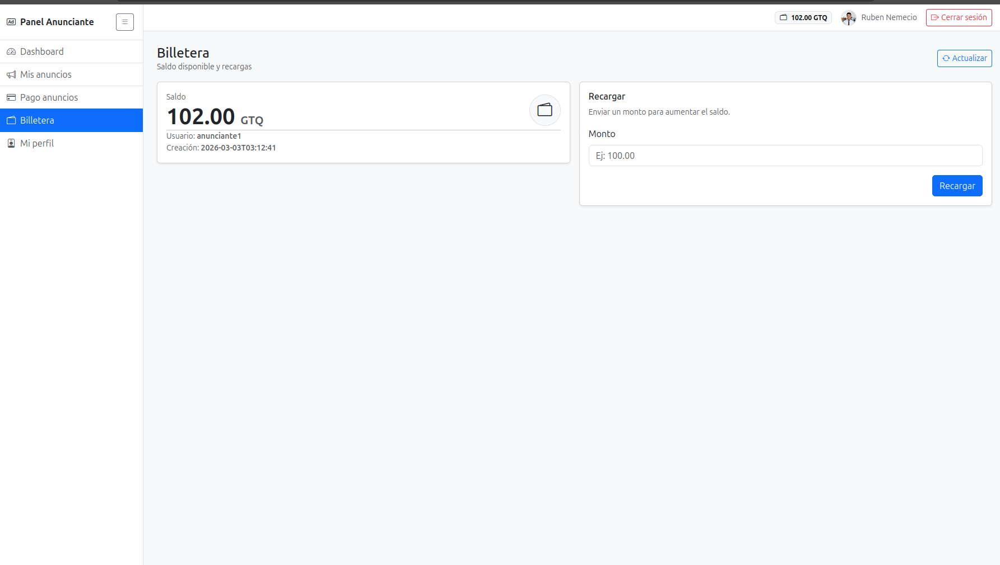 Ad Panel Anunciante
102.00 GTQ
Ruben Nemecio
Cerrar sesión
Dashboard
Mis anuncios
Pago anuncios
Billetera
Mi perfil
Billetera
Saldo disponible y recargas
Actualizar
Saldo
102.00 GTQ
Usuario: anunciante1
Creación: 2026-03-03T03:12:41
Recargar
Enviar un monto para aumentar el saldo.
Monto
Ej: 100.00
Recargar